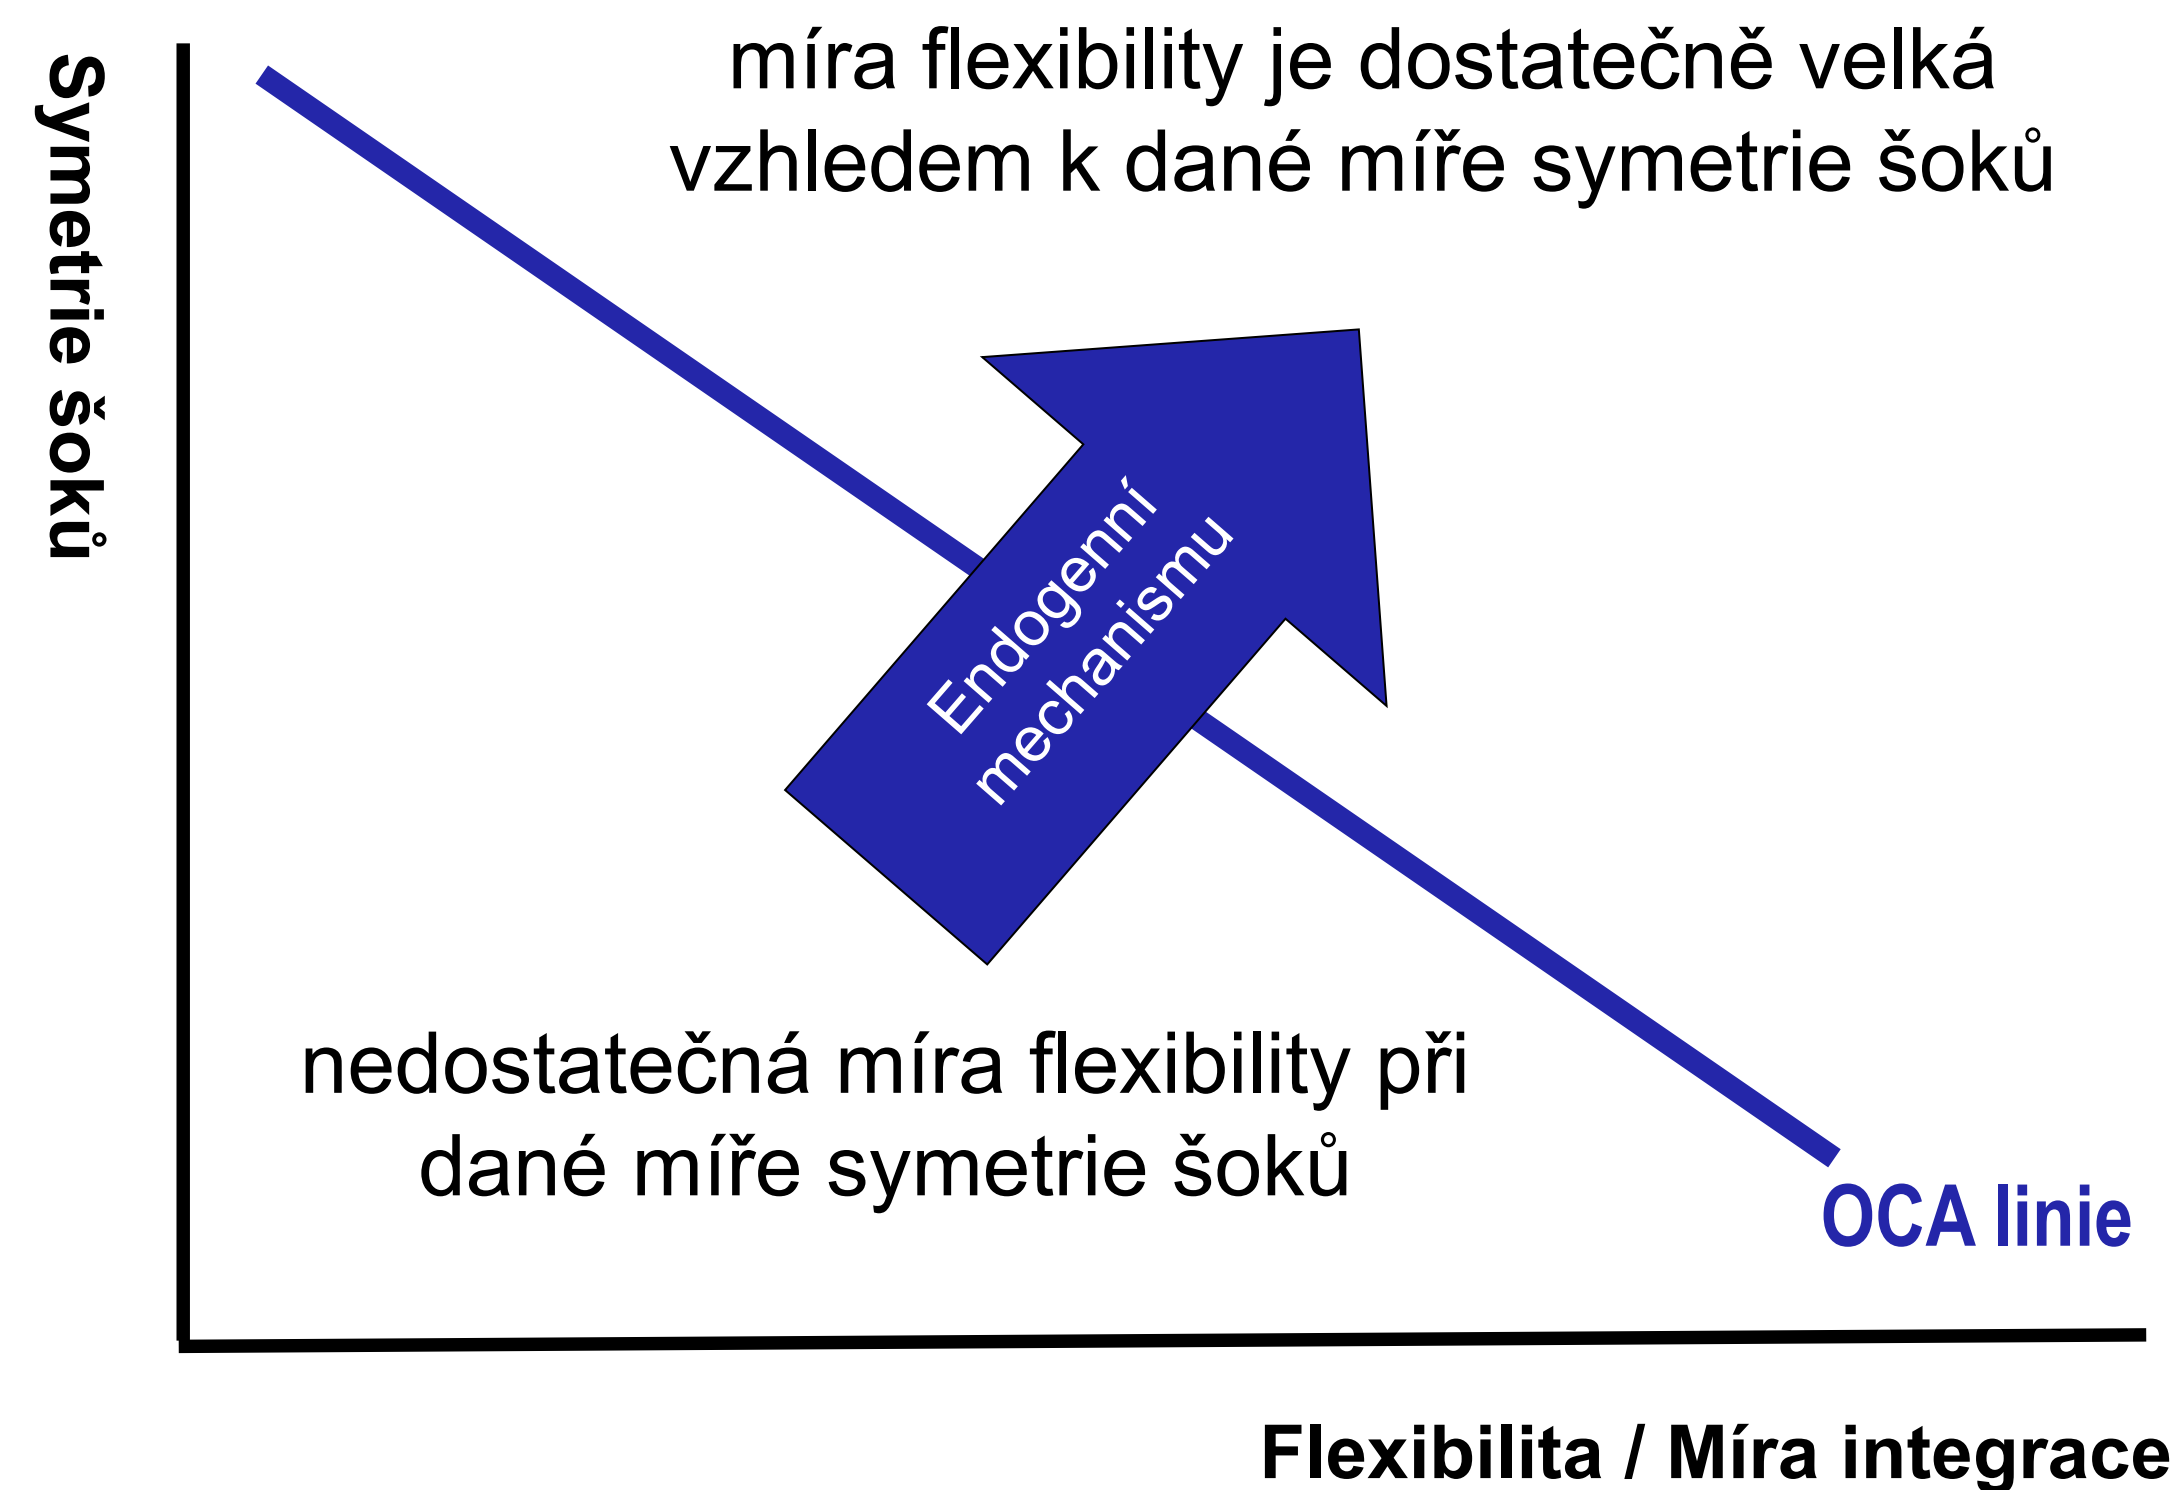 míra flexibility je dostatečně velká
vzhledem k dané míře symetrie šoků
Symetrie šoků
Endogenní
mechanismu
nedostatečná míra flexibility při
dané míře symetrie šoků
OCA linie
Flexibilita / Míra integrace